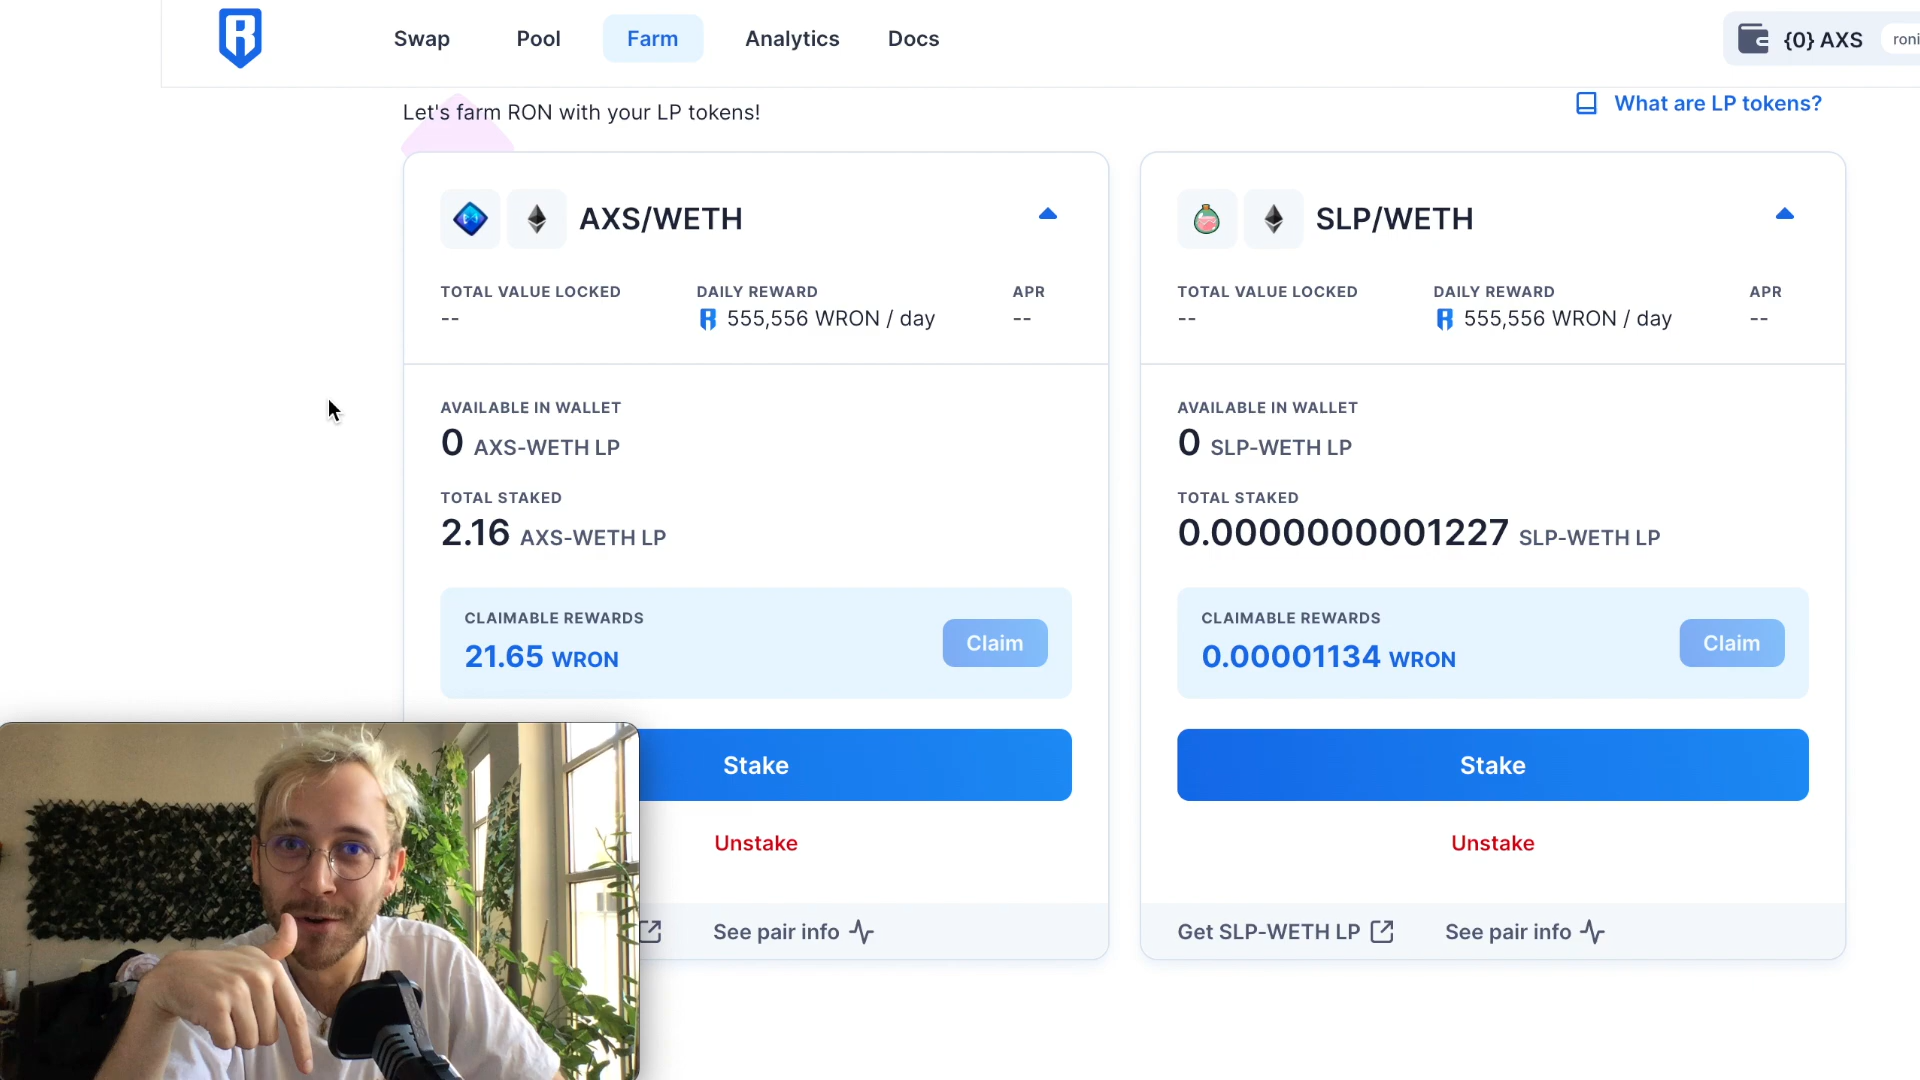 Swap Pool Farm Analytics Docs {0} AXS roni
Let's farm RON with your LP tokens! What are LP tokens?
AXS/WETH
TOTAL VALUE LOCKED DAILY REWARD APR
-- 555,556 WRON / day --
AVAILABLE IN WALLET
0 AXS-WETH LP
TOTAL STAKED
2.16 AXS-WETH LP
CLAIMABLE REWARDS
21.65 WRON Claim
Stake
Unstake
See pair info
SLP/WETH
TOTAL VALUE LOCKED DAILY REWARD APR
-- 555,556 WRON / day --
AVAILABLE IN WALLET
0 SLP-WETH LP
TOTAL STAKED
0.0000000001227 SLP-WETH LP
CLAIMABLE REWARDS
0.00001134 WRON Claim
Stake
Unstake
Get SLP-WETH LP See pair info